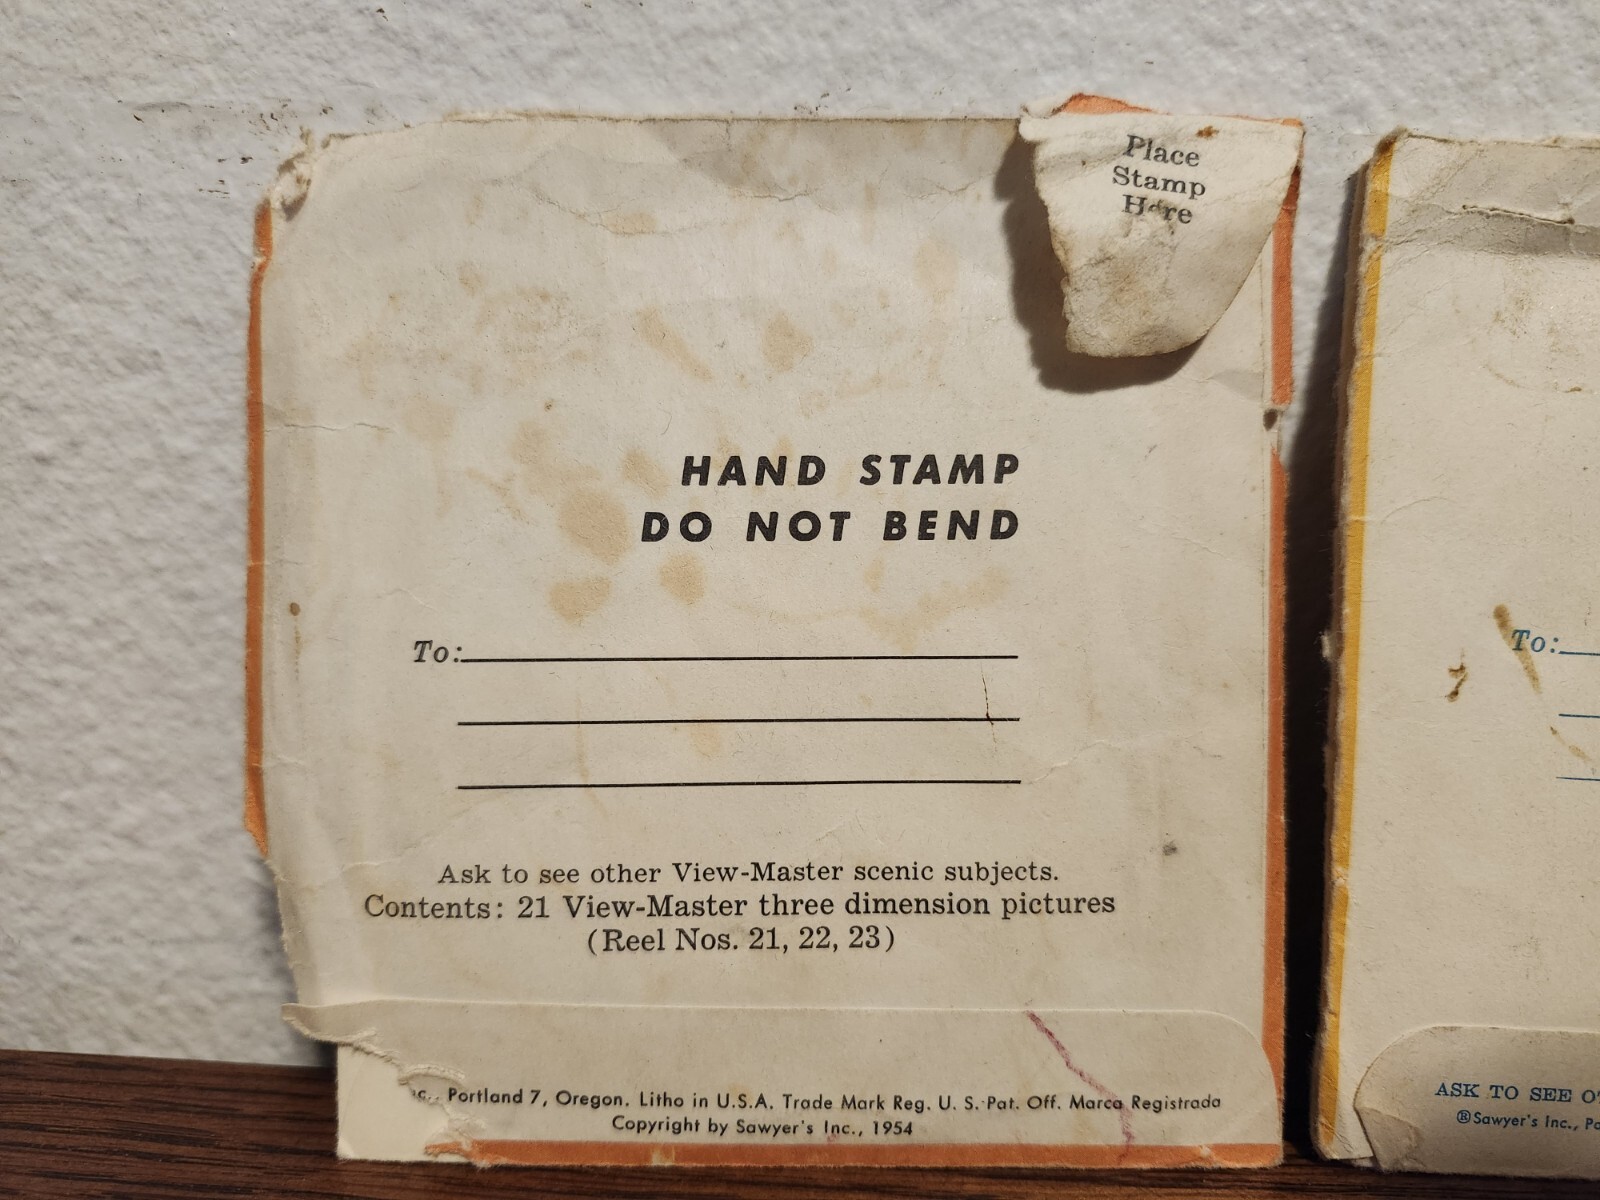 Place
Stamp
Here
HAND STAMP
DO NOT BEND
To:
Ask to see other View-Master scenic subjects.
Contents: 21 View-Master three dimension pictures
(Reel Nos. 21, 22, 23)
Portland 7, Oregon. Litho in U.S.A. Trade Mark Reg. U. S. Pat. Off. Marca Registrada
Copyright by Sawyer's Inc., 1954
To:
ASK TO SEE
®Sawyer's Inc.,